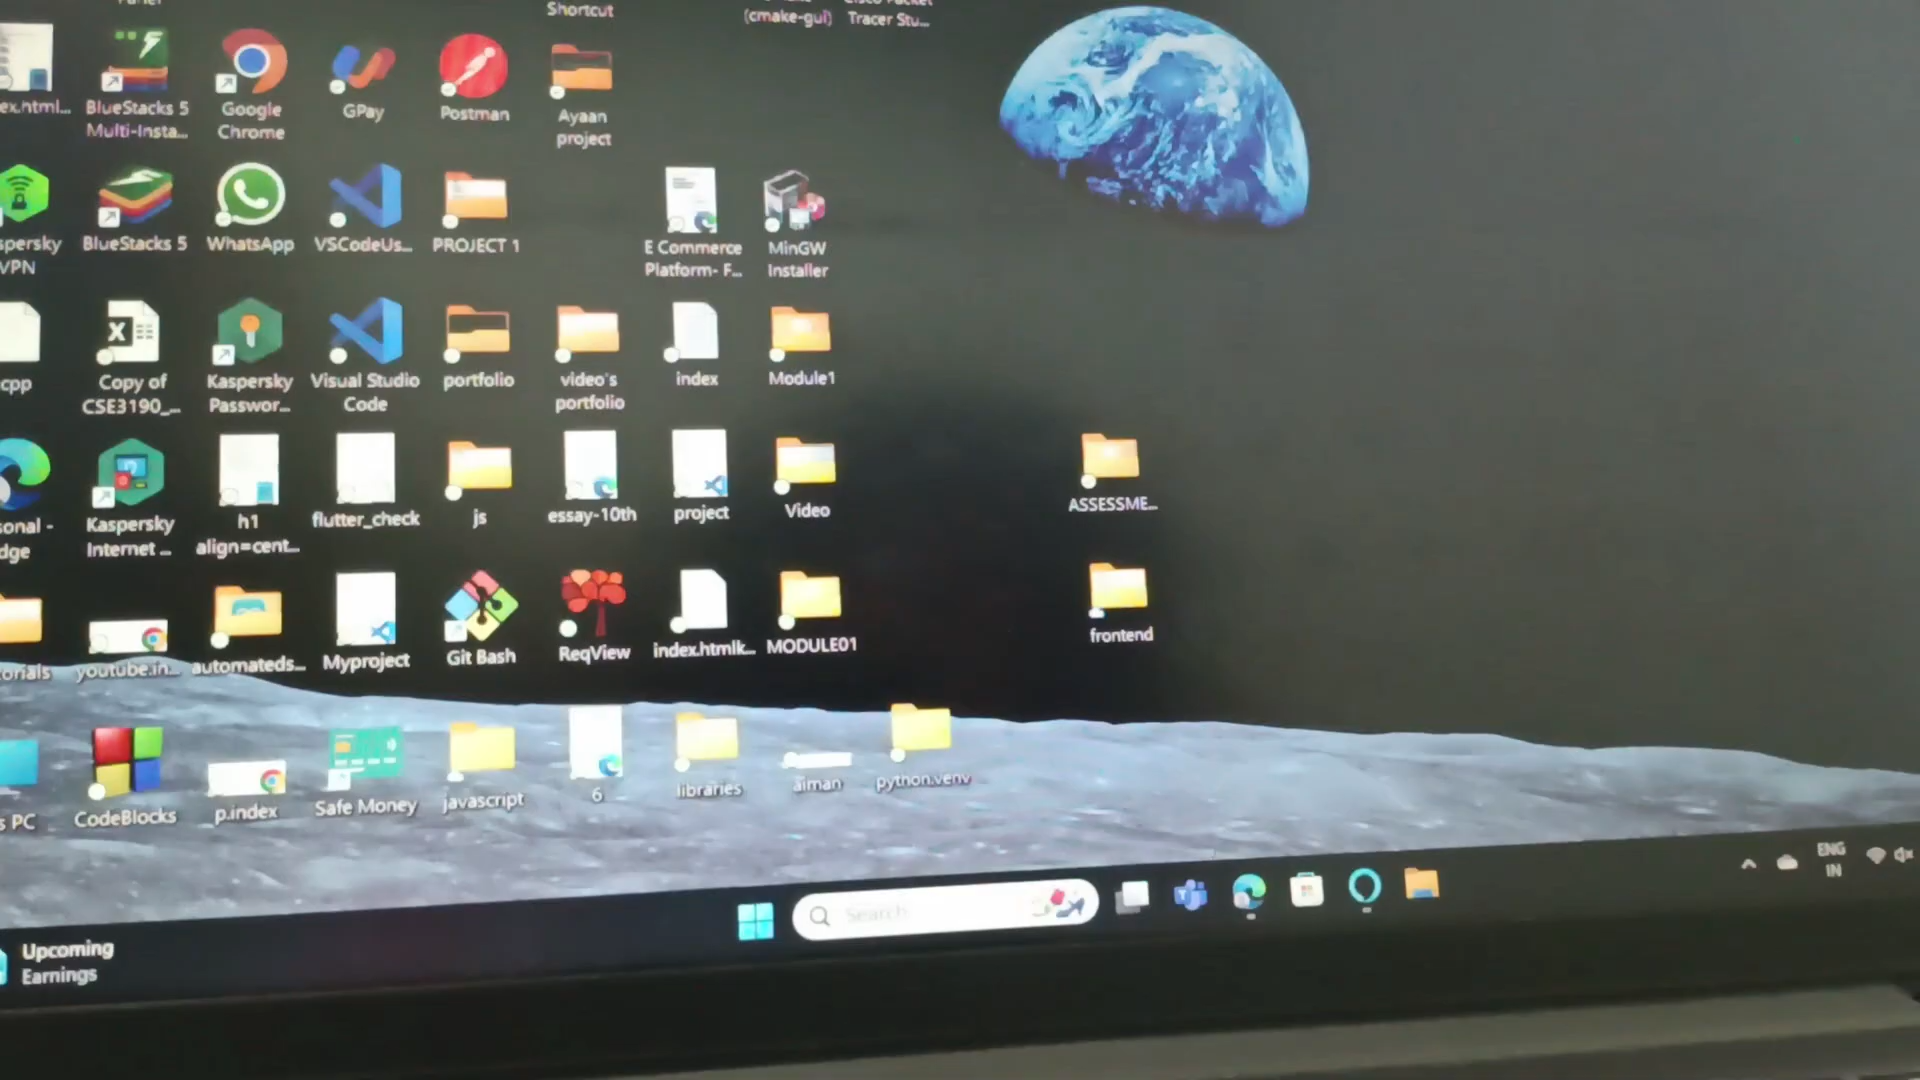 Shortcut
(cmake-gui)
Tracer Stu...
ex.html...
BlueStacks 5
Multi-Insta...
Google
Chrome
GPay
Postman
Ayaan
project
spersky
VPN
BlueStacks 5
WhatsApp
VSCodeUs...
PROJECT 1
E Commerce
Platform- F...
MinGW
Installer
cpp
Copy of
CSE3190_...
Kaspersky
Passwor...
Visual Studio
Code
portfolio
video's
portfolio
index
Module1
sonal -
dge
Kaspersky
Internet ...
h1
align=cent...
flutter_check
js
essay-10th
project
Video
ASSESSME...
torials
youtube.in...
automateds...
Myproject
Git Bash
ReqView
index.htmlk...
MODULE01
frontend
s PC
CodeBlocks
p.index
Safe Money
javascript
6
libraries
aiman
python.venv
Upcoming
Earnings
Search
ENG
IN